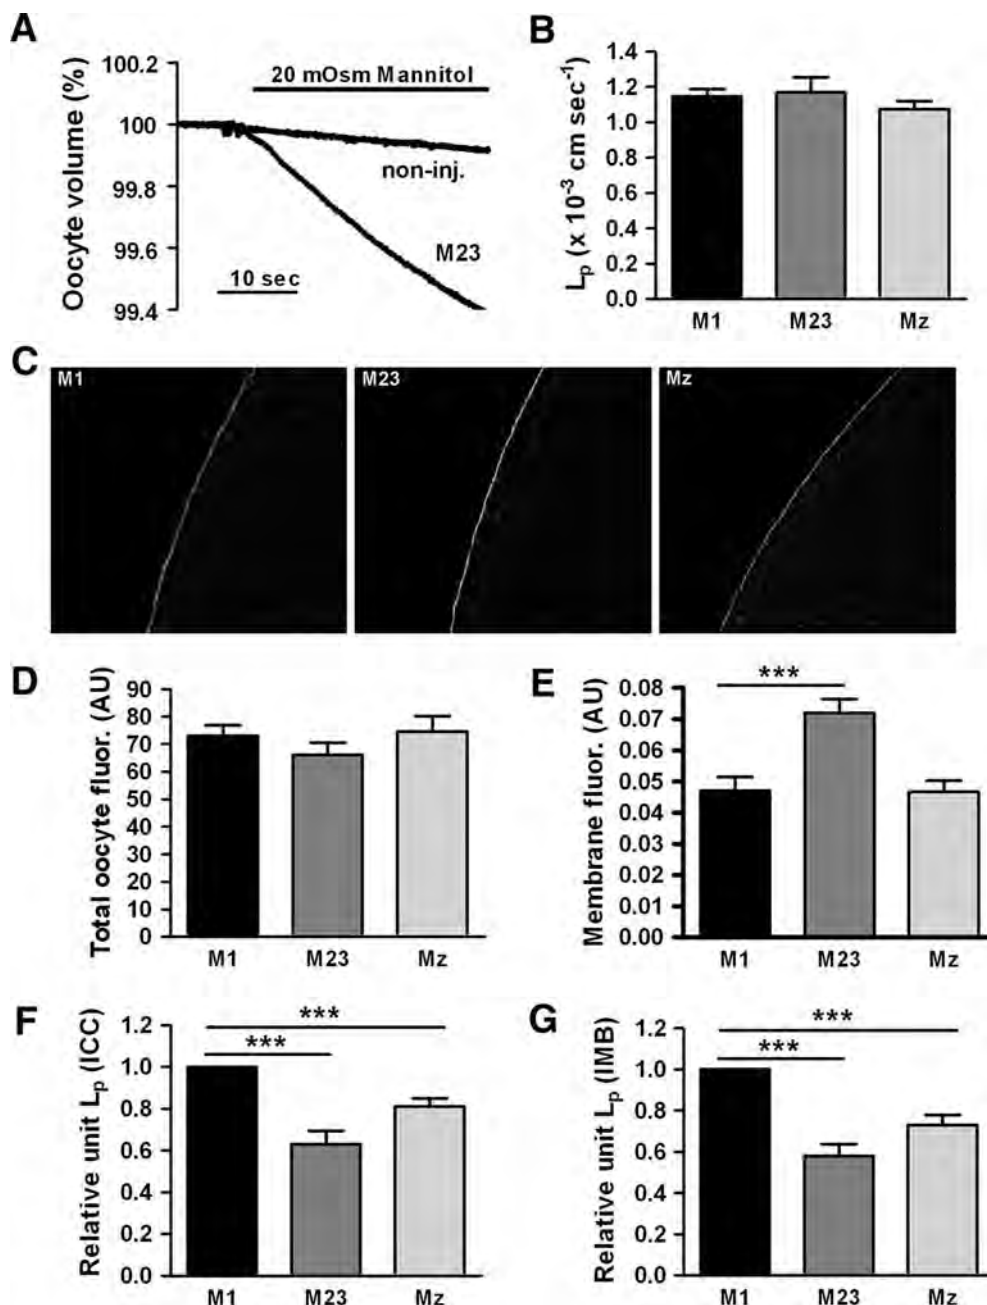 A
Oocyte volume (%)
100.2
100
99.8
99.6
99.4
20 mOsm Mannitol
non-inj.
M23
10 sec
B
Lp (x 10-3 cm sec-1)
1.4
1.2
1.0
0.8
0.6
0.4
0.2
0.0
M1 M23 Mz
C
M1 M23 Mz
D
Total oocyte fluor. (AU)
90
80
70
60
50
40
30
20
10
0
M1 M23 Mz
E
Membrane fluor. (AU)
0.08
0.07
0.06
0.05
0.04
0.03
0.02
0.01
0.00
***
M1 M23 Mz
F
Relative unit Lp (ICC)
1.2
1.0
0.8
0.6
0.4
0.2
0.0
***
***
M1 M23 Mz
G
Relative unit Lp (IMB)
1.2
1.0
0.8
0.6
0.4
0.2
0.0
***
***
M1 M23 Mz